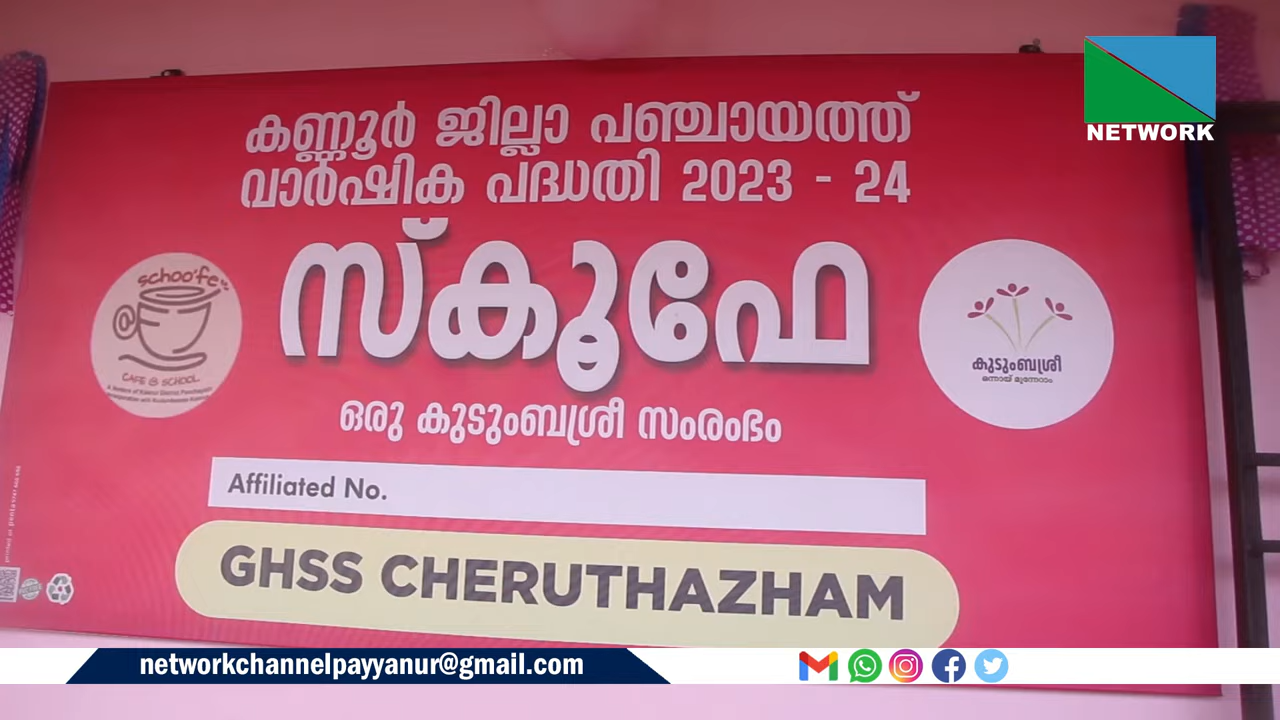 കണ്ണൂർ ജില്ലാ പഞ്ചായത്ത്
വാർഷിക പദ്ധതി 2023 - 24
NETWORK
schoo'fe
@
CAFE @ SCHOOL
സ്കൂഫേ
കുടുംബശ്രീ
ഒന്നായ് മുന്നേറാം
ഒരു കുടുംബശ്രീ സംരംഭം
Affiliated No.
GHSS CHERUTHAZHAM
networkchannelpayyanur@gmail.com